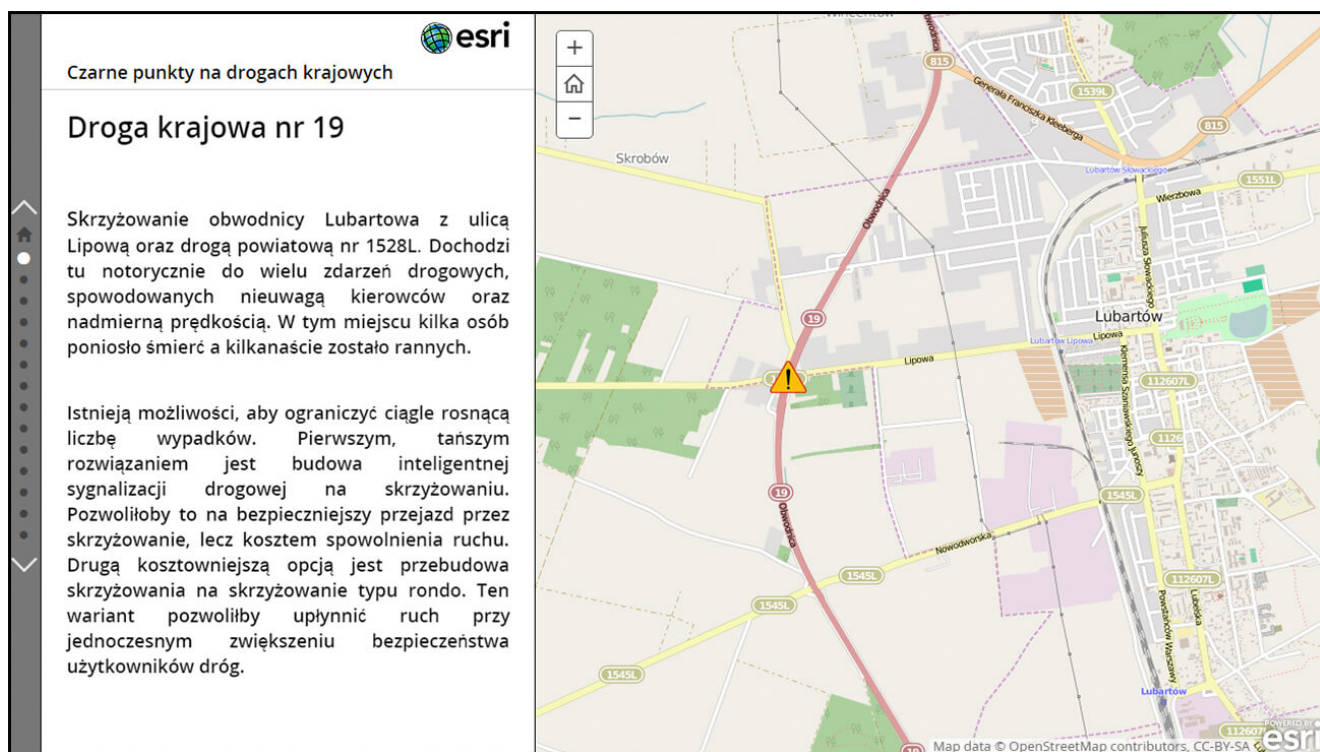 esri
Czarne punkty na drogach krajowych
Droga krajowa nr 19
Skrzyżowanie obwodnicy Lubartowa z ulicą
Lipową oraz drogą powiatową nr 1528L. Dochodzi
tu notorycznie do wielu zdarzeń drogowych,
spowodowanych nieuwagą kierowców oraz
nadmierną prędkością. W tym miejscu kilka osób
poniosło śmierć a kilkanaście zostało rannych.
Istnieją możliwości, aby ograniczyć ciągle rosnącą
liczbę wypadków. Pierwszym, tańszym
rozwiązaniem jest budowa inteligentnej
sygnalizacji drogowej na skrzyżowaniu.
Pozwoliłoby to na bezpieczniejszy przejazd przez
skrzyżowanie, lecz kosztem spowolnienia ruchu.
Drugą kosztowniejszą opcją jest przebudowa
skrzyżowania na skrzyżowanie typu rondo. Ten
wariant pozwoliłby upłynnić ruch przy
jednoczesnym zwiększeniu bezpieczeństwa
użytkowników dróg.
+
−
Obwodnica
815
1539L
Generała Franciszka Kleeberga
815
Skrobów
Lubartów Słowackiego
1551L
Wierzbowa
Obwodnica
Juliusza Słowackiego
19
Lubartów
Lipowa
Lubartów Lipowa
Lipowa
!
Klemensa Szaniawskiego Junoszy
112607L
19
Obwodnica
1545L
Nowodworska
1545L
112607L
1545L
Powstańców Warszawy
Lubelska
1545L
Lubartów
19
Map data © OpenStreetMap contributors, CC-BY-SA
POWERED BY
esri